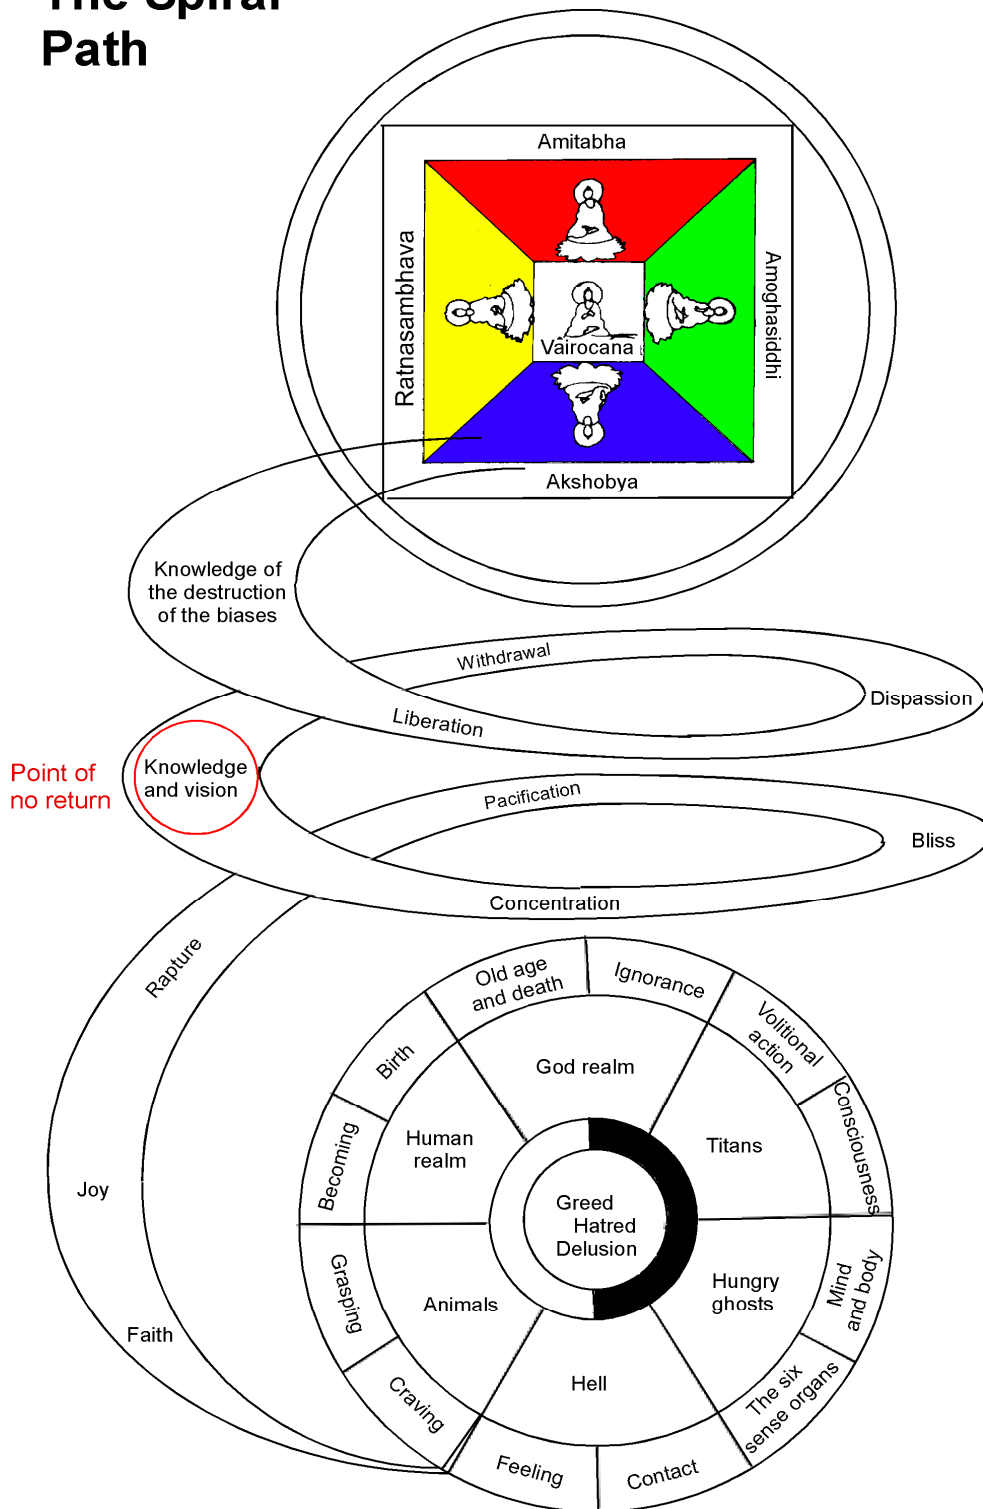 The Spiral
Path
Amitabha
Ratnasambhava
Amoghasiddhi
Vairocana
Akshobya
Knowledge of
the destruction
of the biases
Withdrawal
Dispassion
Liberation
Point of
no return
Knowledge
and vision
Pacification
Bliss
Concentration
Rapture
Joy
Faith
Old age
and death
Ignorance
Volitional
action
Consciousness
Mind
and body
The six
sense organs
Contact
Feeling
Craving
Grasping
Becoming
Birth
God realm
Human
realm
Titans
Greed
Hatred
Delusion
Animals
Hungry
ghosts
Hell